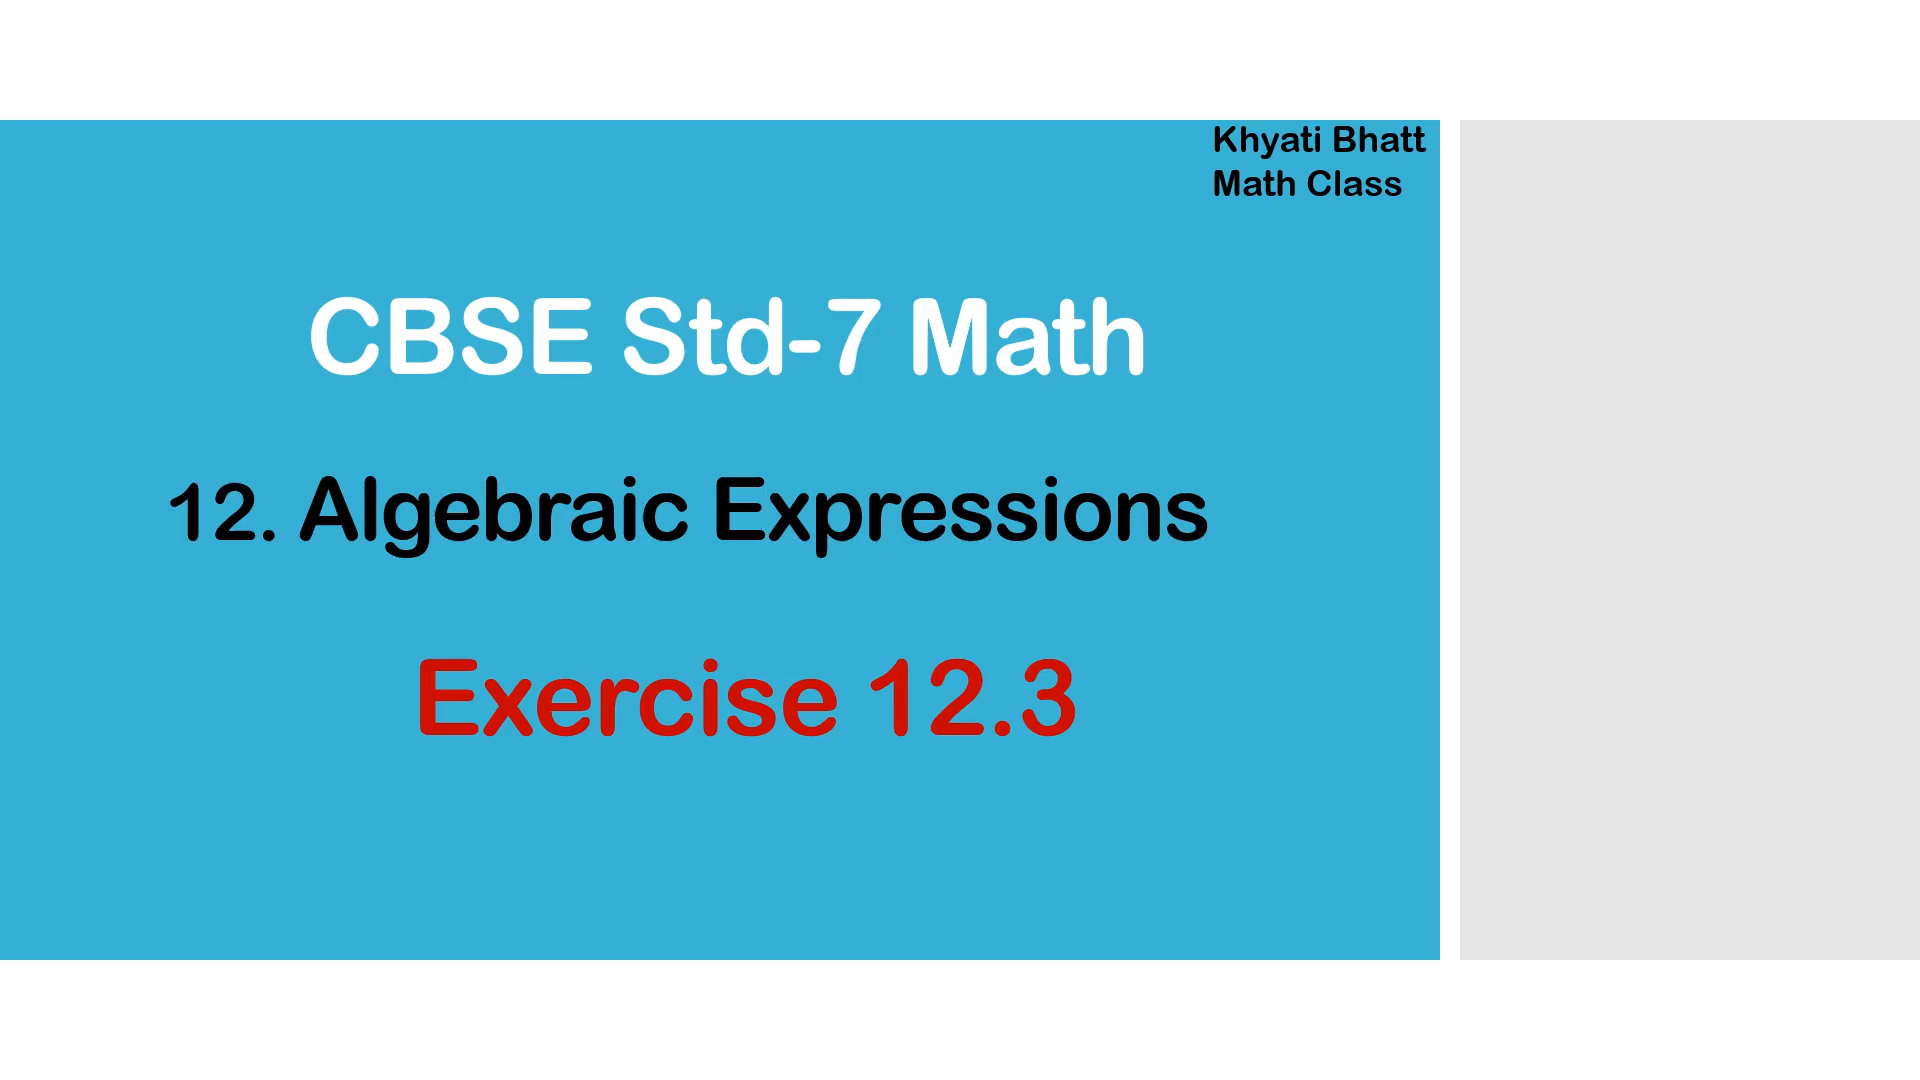 Khyati Bhatt
Math Class
CBSE Std-7 Math
12. Algebraic Expressions
Exercise 12.3